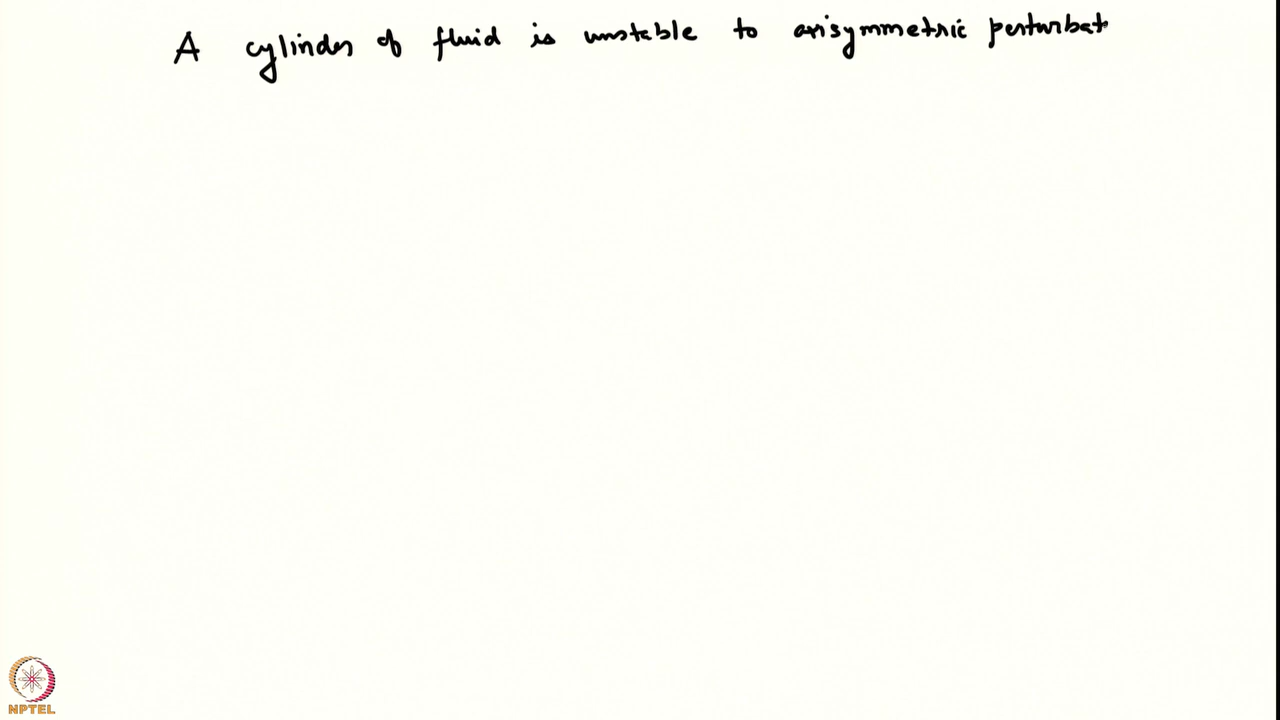 A cylinder of fluid is unstable to axisymmetric perturbat
NPTEL